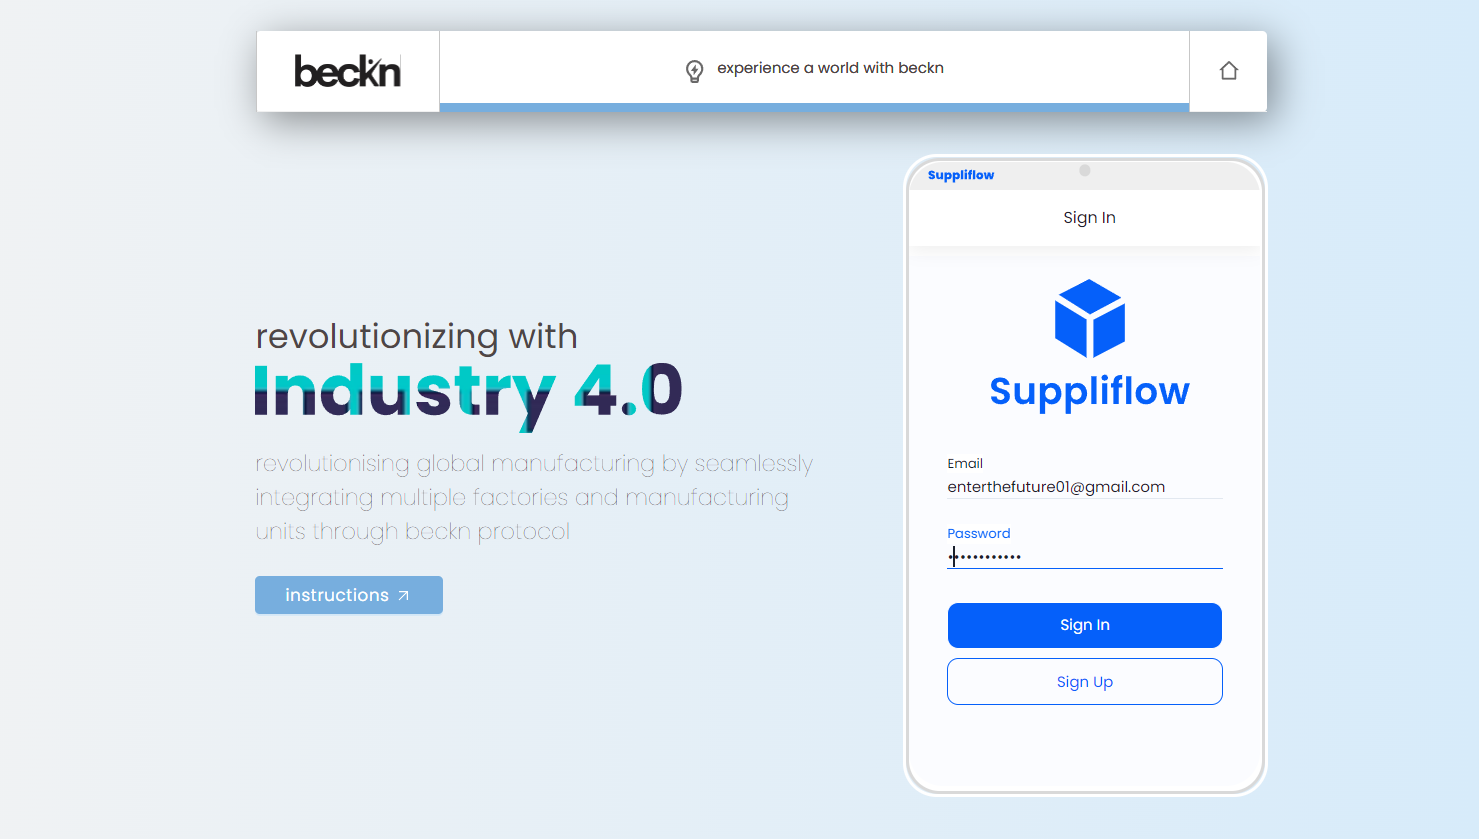 beckn
experience a world with beckn
revolutionizing with
Industry 4.0
revolutionising global manufacturing by seamlessly
integrating multiple factories and manufacturing
units through beckn protocol
instructions
Suppliflow
Sign In
Suppliflow
Email
enterthefuture01@gmail.com
Password
Sign In
Sign Up